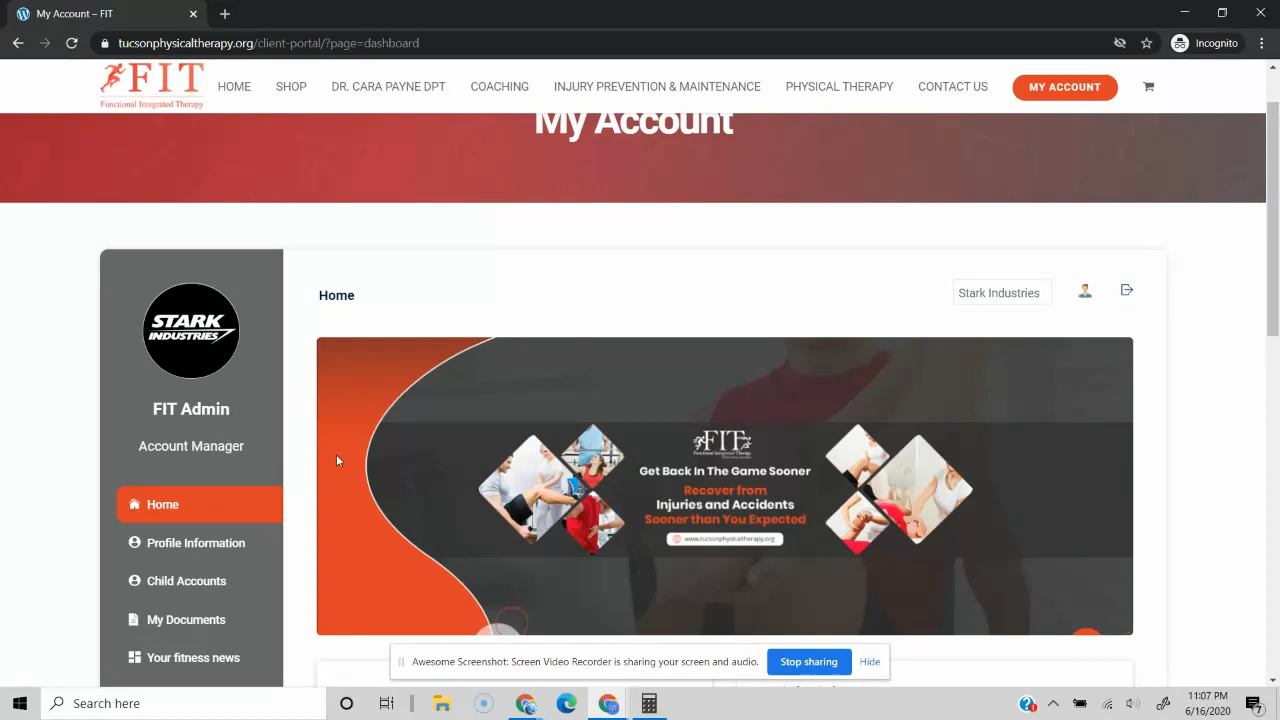 My Account – FIT
tucsonphysicaltherapy.org/client-portal/?page=dashboard
Incognito
FIT
Functional Integrated Therapy
HOME
SHOP
DR. CARA PAYNE DPT
COACHING
INJURY PREVENTION & MAINTENANCE
PHYSICAL THERAPY
CONTACT US
MY ACCOUNT
My Account
STARK
INDUSTRIES
FIT Admin
Account Manager
Home
Profile Information
Child Accounts
My Documents
Your fitness news
Home
Stark Industries
FIT
Functional Integrated Therapy
Get Back In The Game Sooner
Recover from
Injuries and Accidents
Sooner than You Expected
www.tucsonphysicaltherapy.org
Awesome Screenshot: Screen Video Recorder is sharing your screen and audio.
Stop sharing
Hide
Search here
11:07 PM
6/16/2020
7